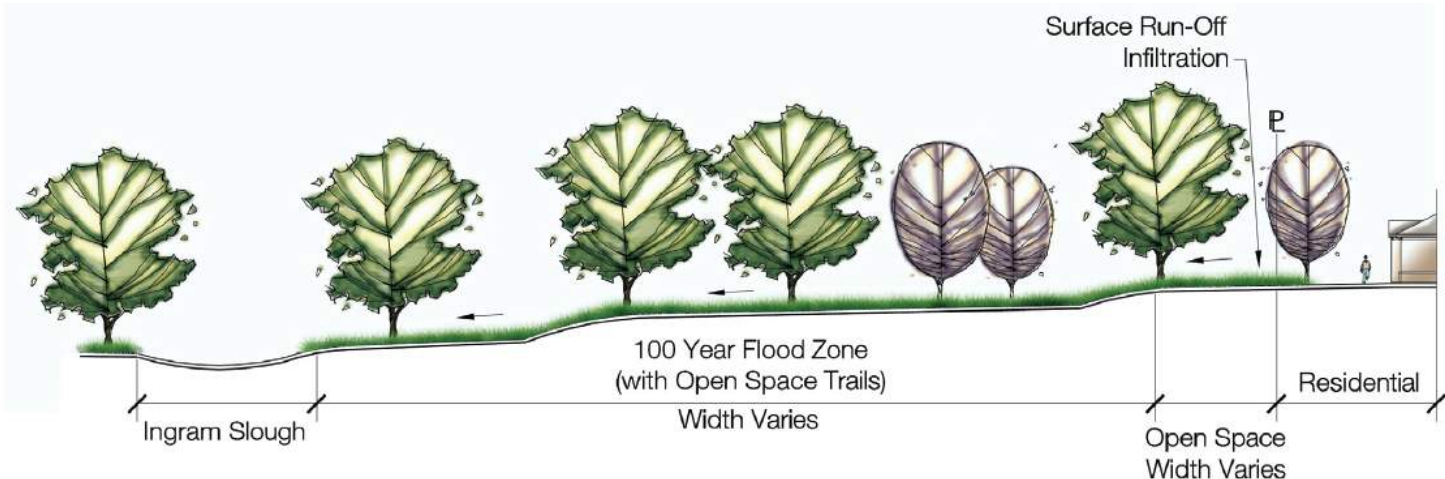 Surface Run-Off
Infiltration
PL
100 Year Flood Zone
(with Open Space Trails)
Width Varies
Residential
Ingram Slough
Open Space
Width Varies